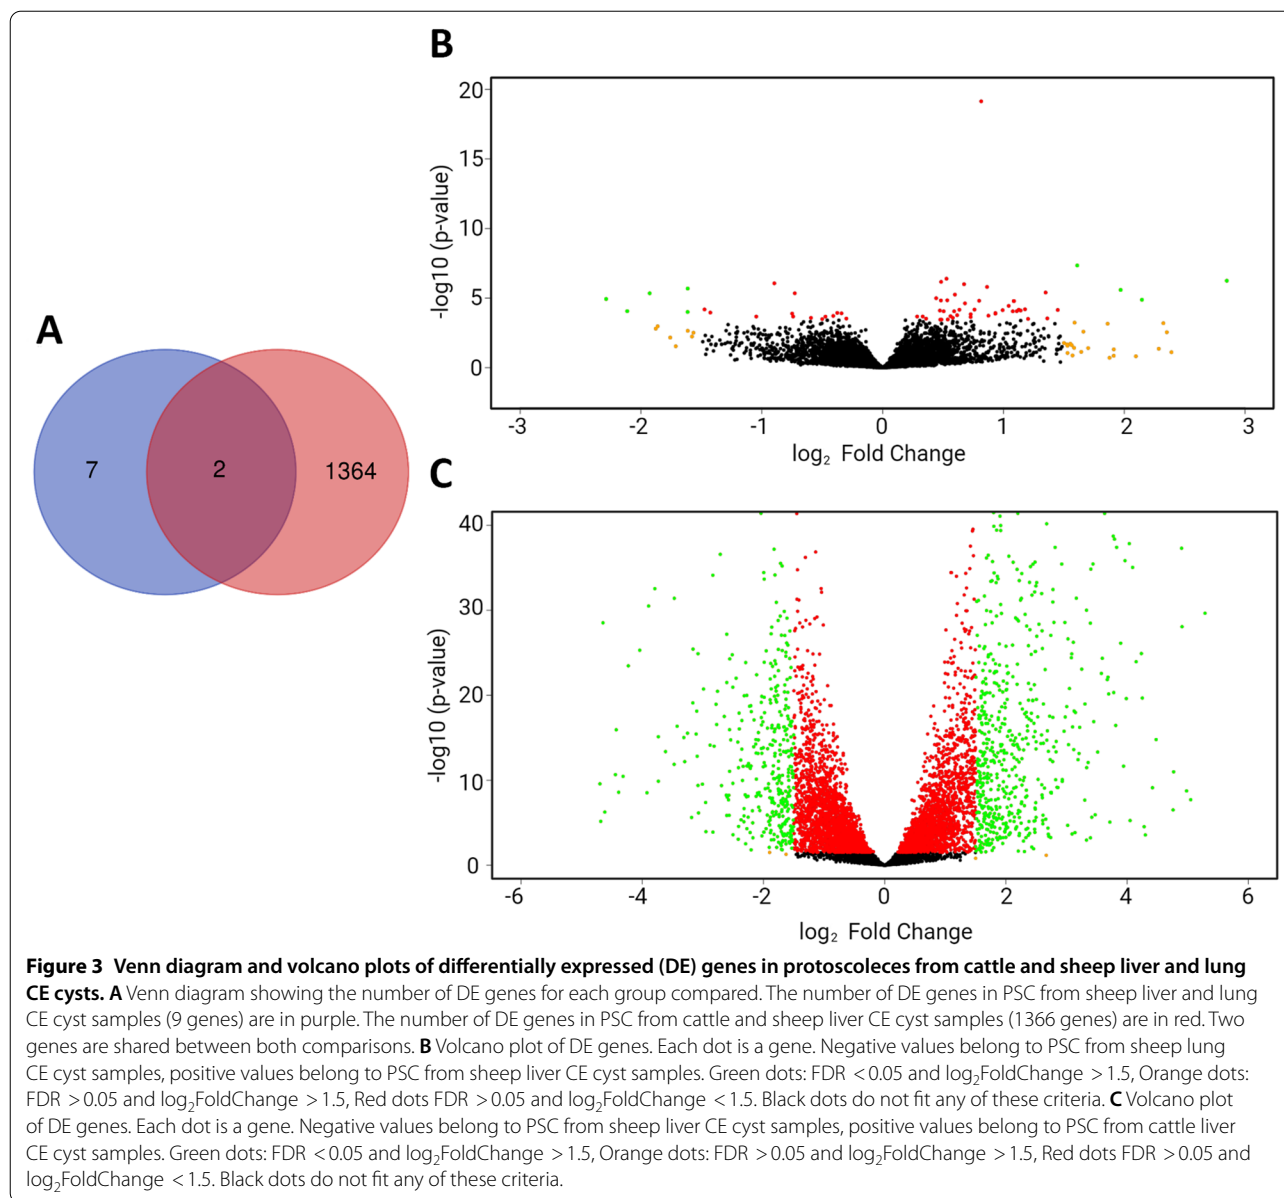 B
20
15
10
5
0
-log10 (p-value)
-3 -2 -1 0 1 2 3
log2 Fold Change
A
7 2 1364
C
40
30
20
10
0
-log10 (p-value)
-6 -4 -2 0 2 4 6
log2 Fold Change
Figure 3 Venn diagram and volcano plots of differentially expressed (DE) genes in protoscoleces from cattle and sheep liver and lung
CE cysts. A Venn diagram showing the number of DE genes for each group compared. The number of DE genes in PSC from sheep liver and lung
CE cyst samples (9 genes) are in purple. The number of DE genes in PSC from cattle and sheep liver CE cyst samples (1366 genes) are in red. Two
genes are shared between both comparisons. B Volcano plot of DE genes. Each dot is a gene. Negative values belong to PSC from sheep lung
CE cyst samples, positive values belong to PSC from sheep liver CE cyst samples. Green dots: FDR < 0.05 and log2FoldChange > 1.5, Orange dots:
FDR > 0.05 and log2FoldChange > 1.5, Red dots FDR > 0.05 and log2FoldChange < 1.5. Black dots do not fit any of these criteria. C Volcano plot
of DE genes. Each dot is a gene. Negative values belong to PSC from sheep liver CE cyst samples, positive values belong to PSC from cattle liver
CE cyst samples. Green dots: FDR < 0.05 and log2FoldChange > 1.5, Orange dots: FDR > 0.05 and log2FoldChange > 1.5, Red dots FDR > 0.05 and
log2FoldChange < 1.5. Black dots do not fit any of these criteria.